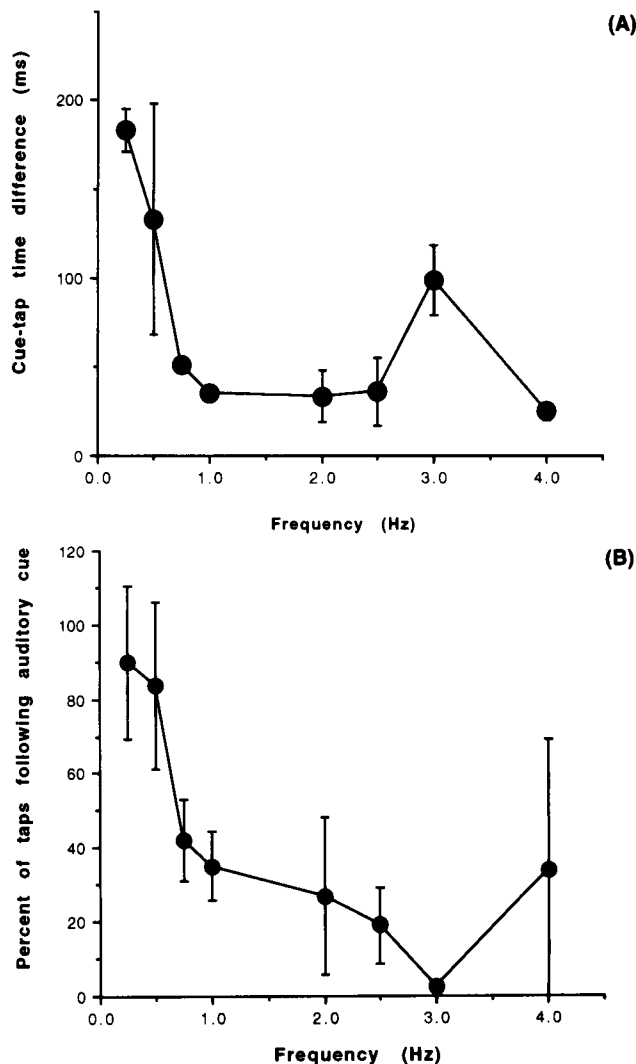 (A)
Cue-tap time difference (ms)
200
100
0
0.0 1.0 2.0 3.0 4.0
Frequency (Hz)
(B)
Percent of taps following auditory cue
120
100
80
60
40
20
0
0.0 1.0 2.0 3.0 4.0
Frequency (Hz)